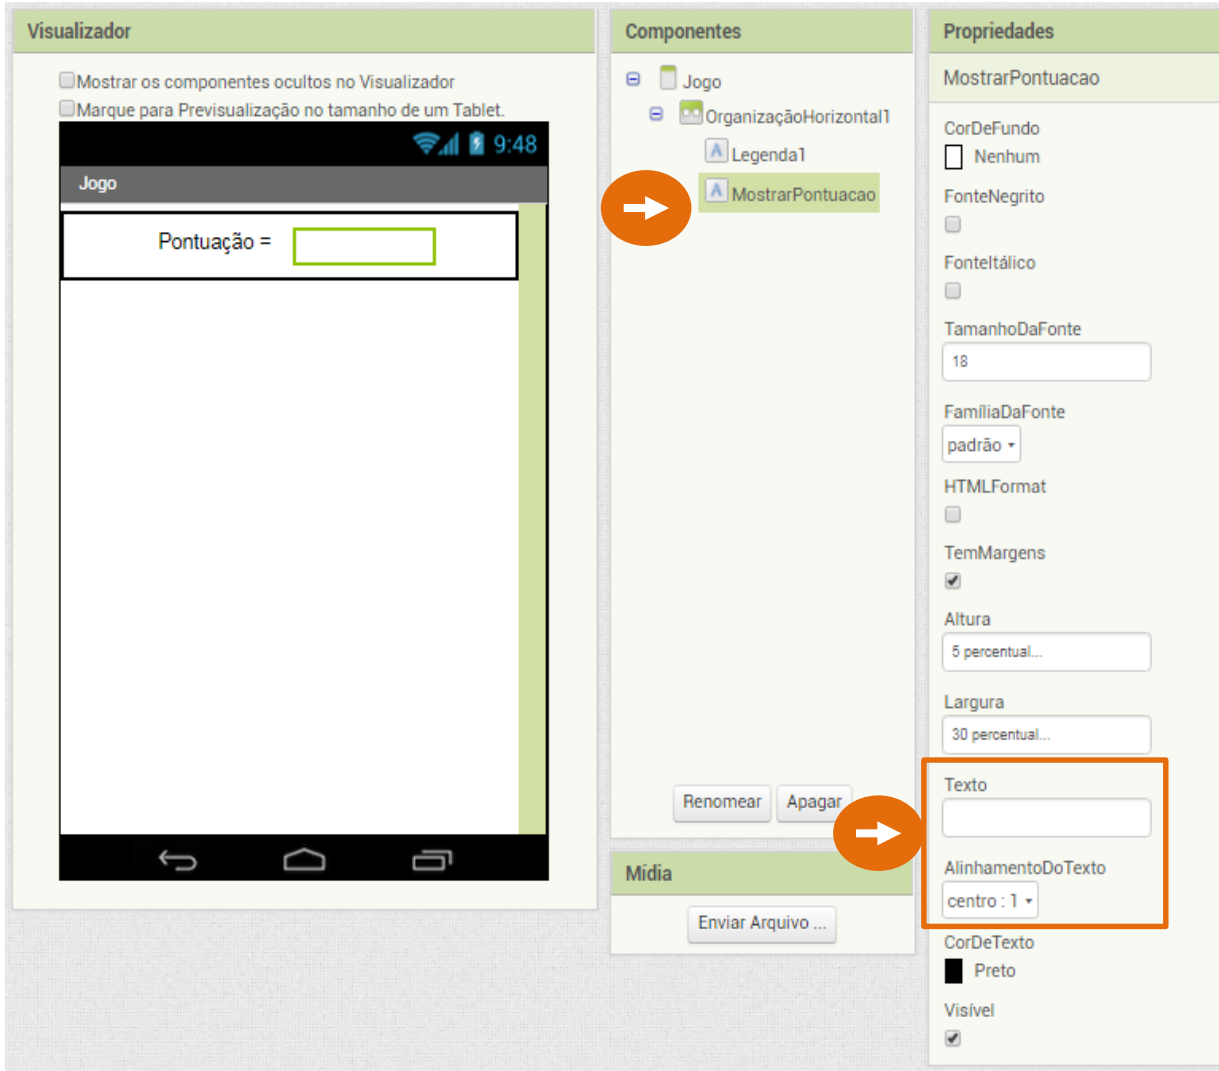 Visualizador
Mostrar os componentes ocultos no Visualizador
Marque para Previsualização no tamanho de um Tablet.
9:48
Jogo
Pontuação =
Componentes
Jogo
OrganizaçãoHorizontal1
A Legenda1
A MostrarPontuacao
Renomear Apagar
Mídia
Enviar Arquivo ...
Propriedades
MostrarPontuacao
CorDeFundo
Nenhum
FonteNegrito
FonteItálico
TamanhoDaFonte
18
FamíliaDaFonte
padrão
HTMLFormat
TemMargens
Altura
5 percentual...
Largura
30 percentual...
Texto
AlinhamentoDoTexto
centro : 1
CorDeTexto
Preto
Visível